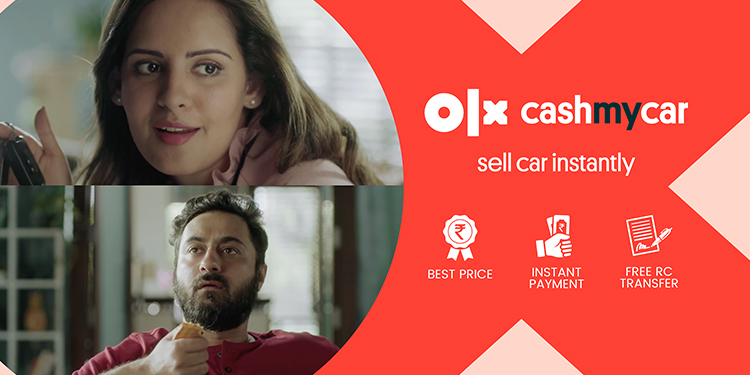 olx cashmycar
sell car instantly
₹
BEST PRICE
INSTANT
PAYMENT
FREE RC
TRANSFER